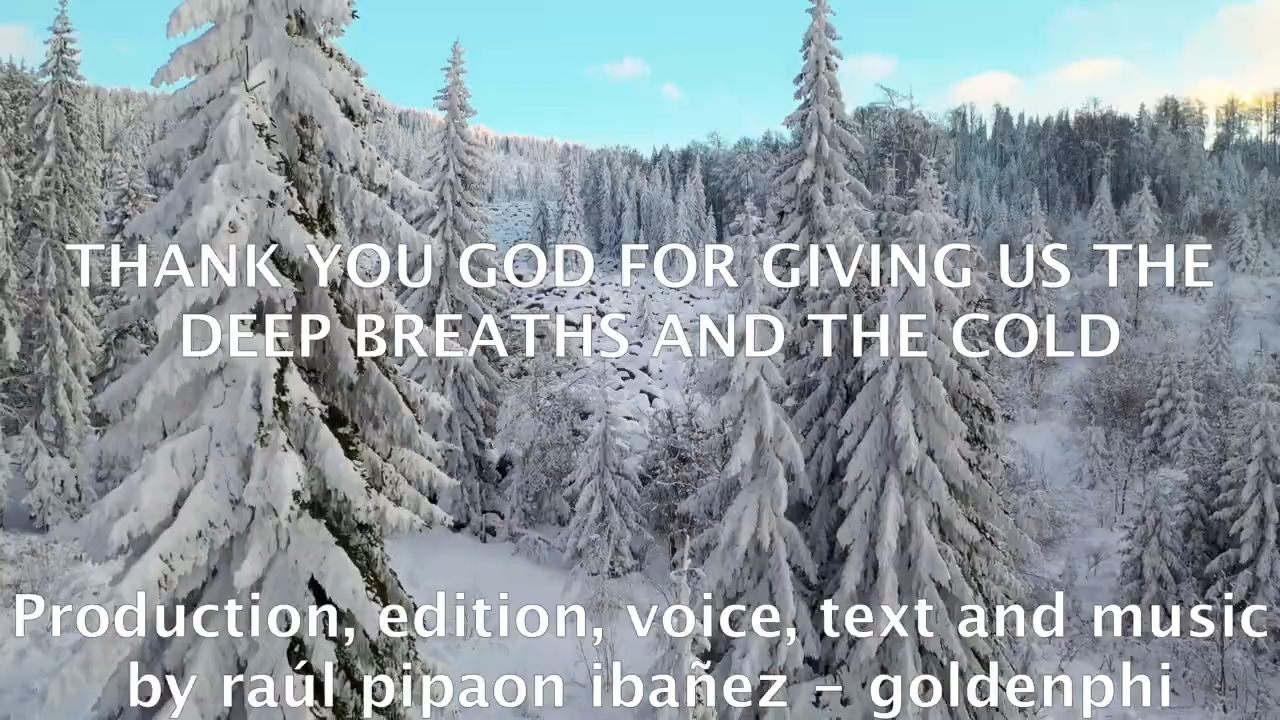 THANK YOU GOD FOR GIVING US THE
DEEP BREATHS AND THE COLD
Production, edition, voice, text and music
by raúl pipaon ibañez – goldenphi